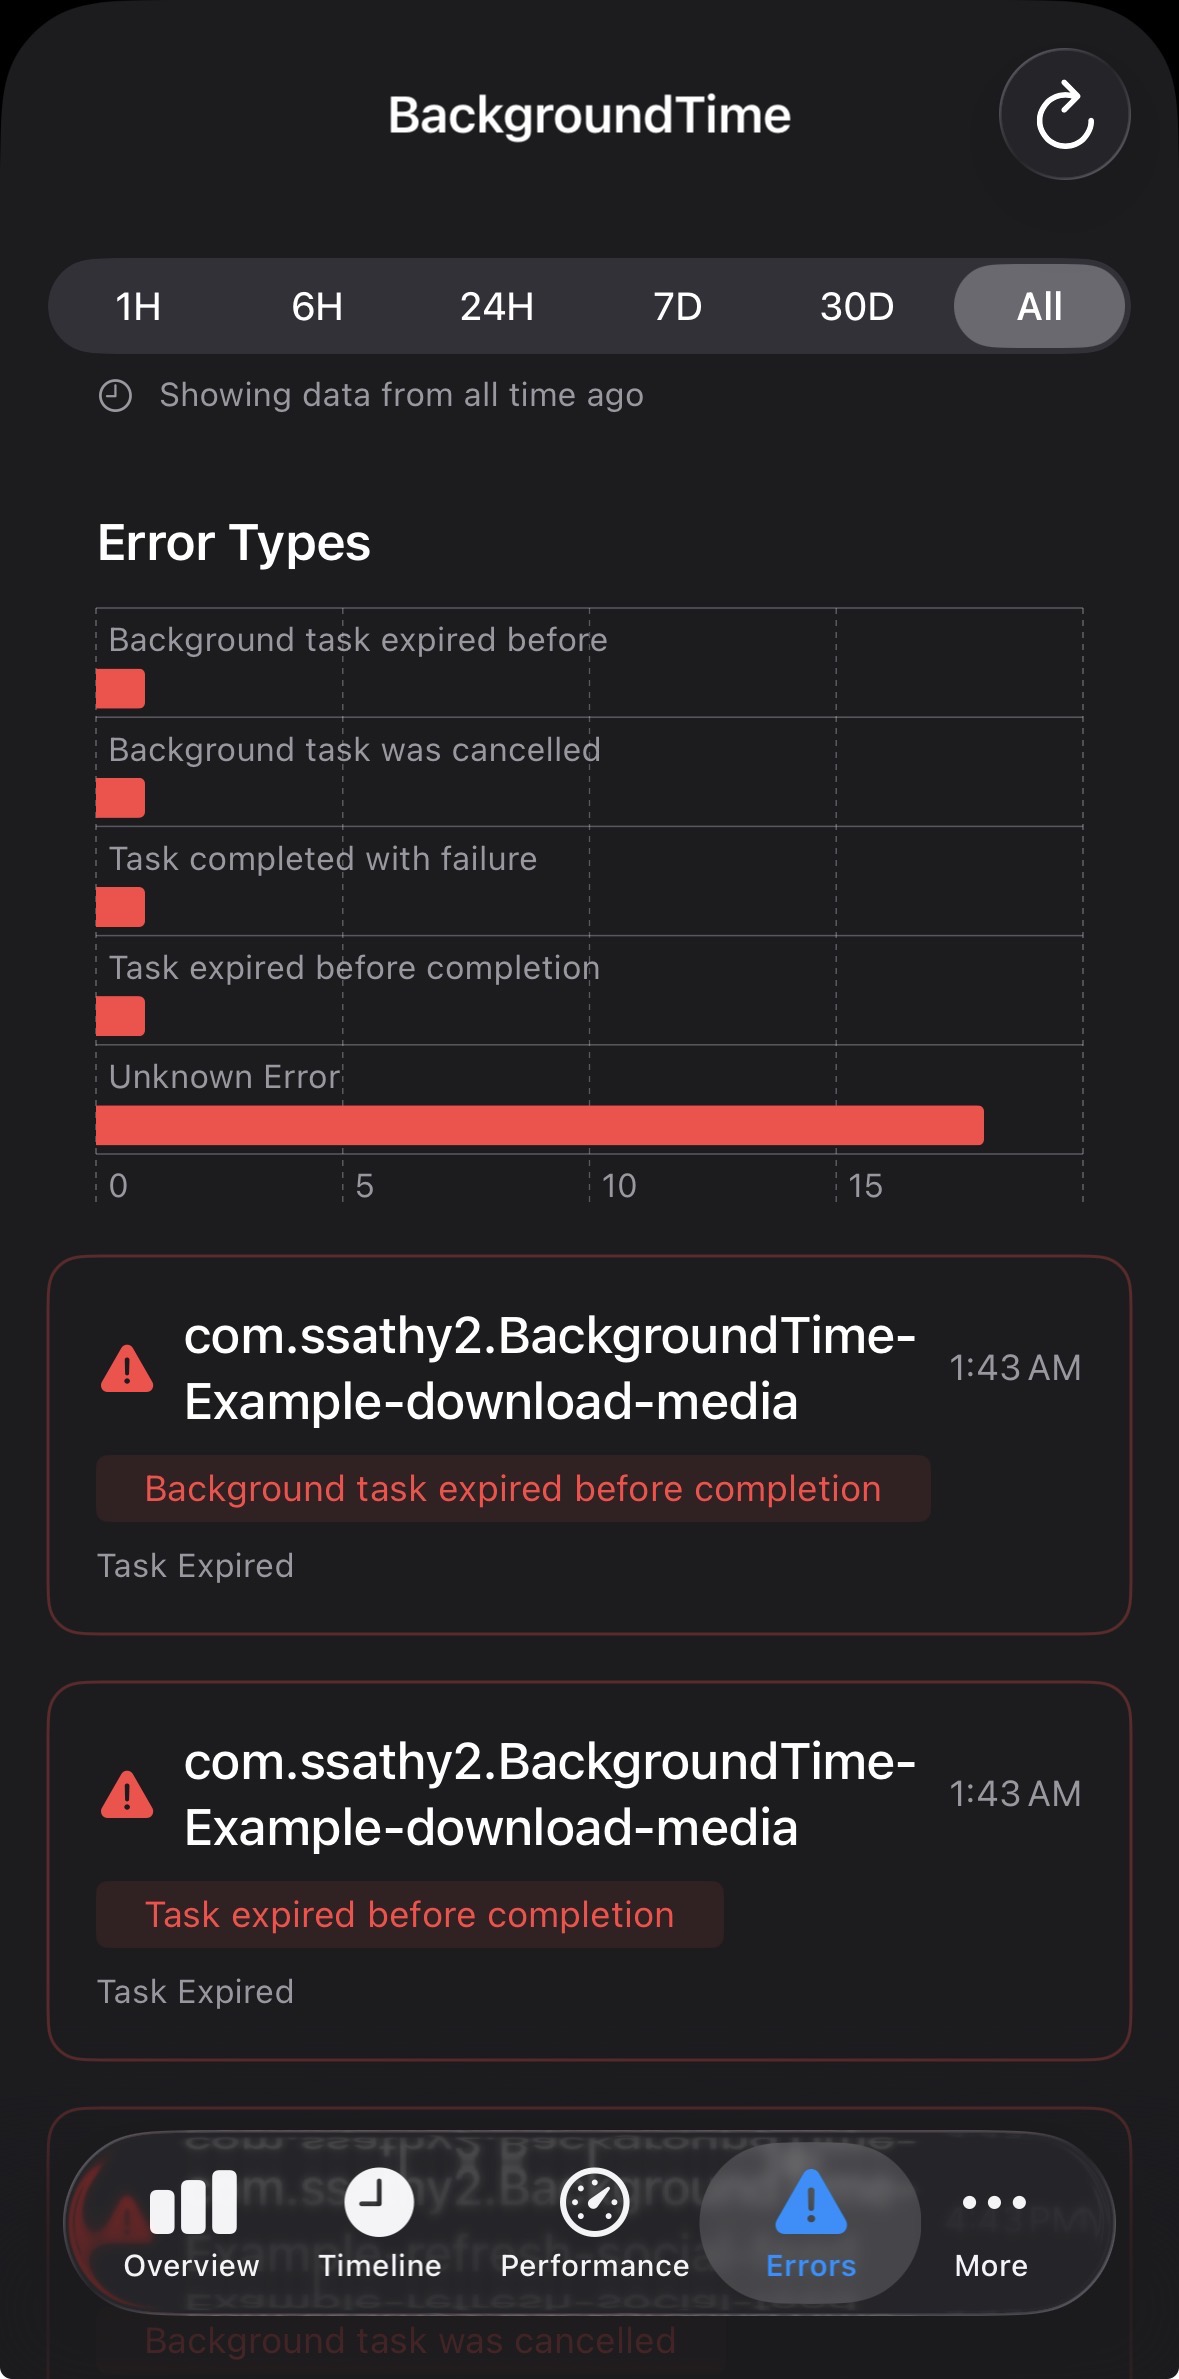 BackgroundTime
1H 6H 24H 7D 30D All
Showing data from all time ago
Error Types
Background task expired before
Background task was cancelled
Task completed with failure
Task expired before completion
Unknown Error
0 5 10 15
com.ssathy2.BackgroundTime-
Example-download-media
1:43 AM
Background task expired before completion
Task Expired
com.ssathy2.BackgroundTime-
Example-download-media
1:43 AM
Task expired before completion
Task Expired
Overview Timeline Performance Errors More
Background task was cancelled